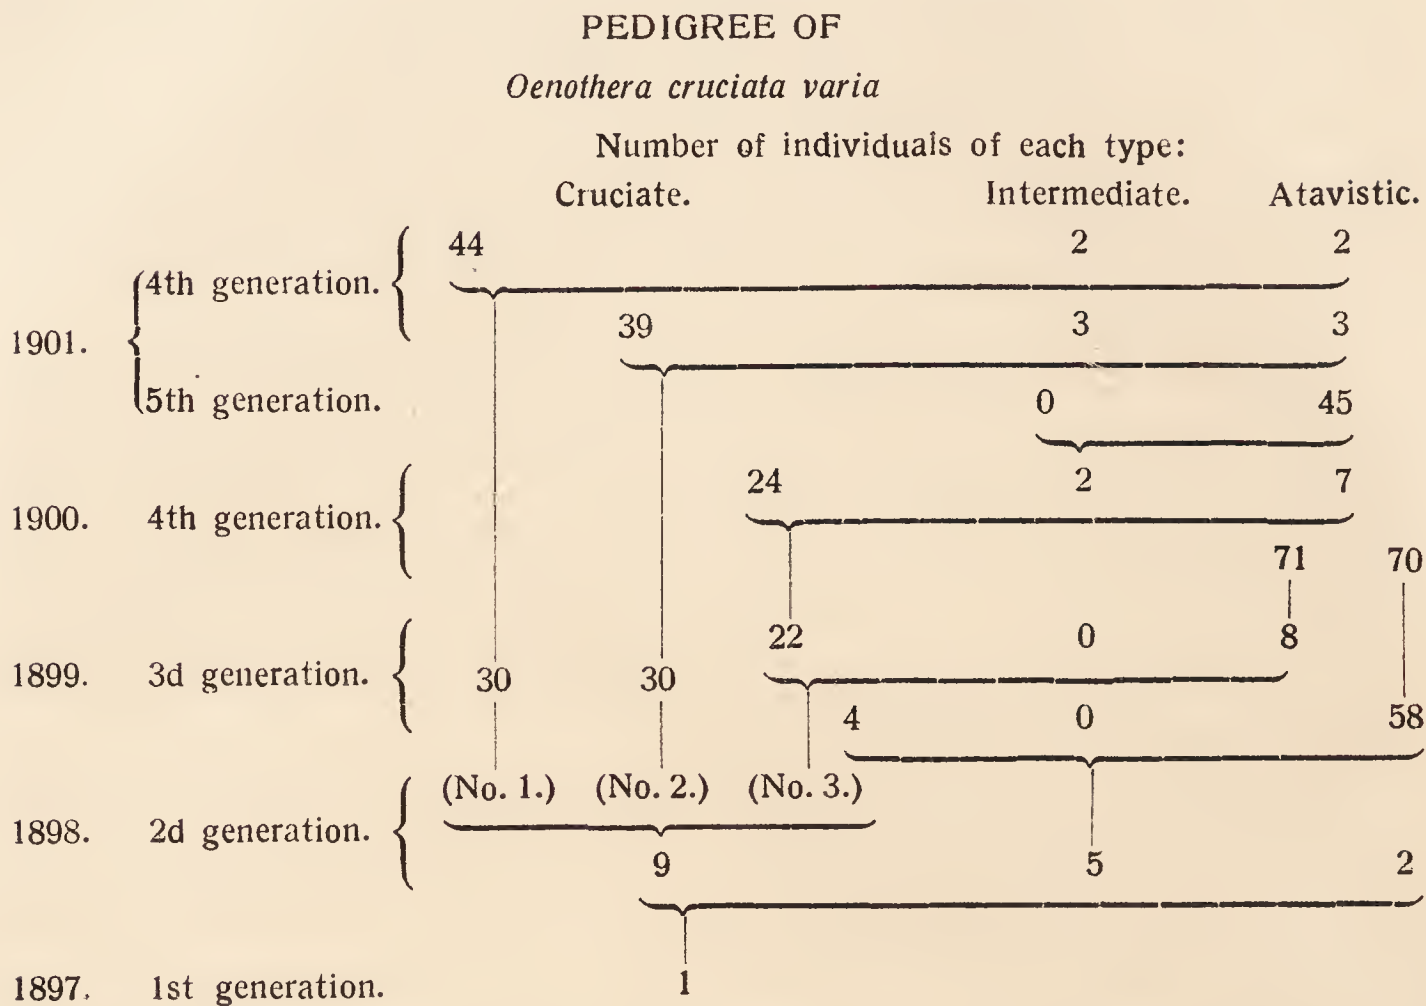 PEDIGREE OF
Oenothera cruciata varia
Number of individuals of each type:
Cruciate. Intermediate. Atavistic.
44 2 2
4th generation.
39 3 3
1901.
5th generation. 0 45
24 2 7
1900. 4th generation.
71 70
22 0 8
1899. 3d generation. 30 30
4 0 58
(No. 1.) (No. 2.) (No. 3.)
1898. 2d generation.
9 5 2
1897. 1st generation. 1